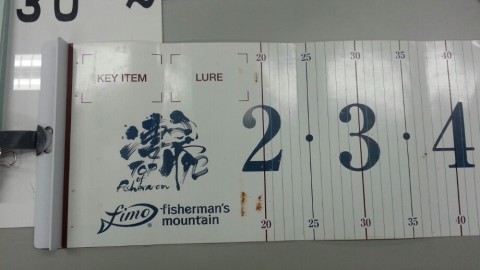 30 ~
KEY ITEM LURE
20 25 30 35 40
2 · 3 · 4
TOP
of
Fimo® fisherman's
mountain
20 25 30 35 40